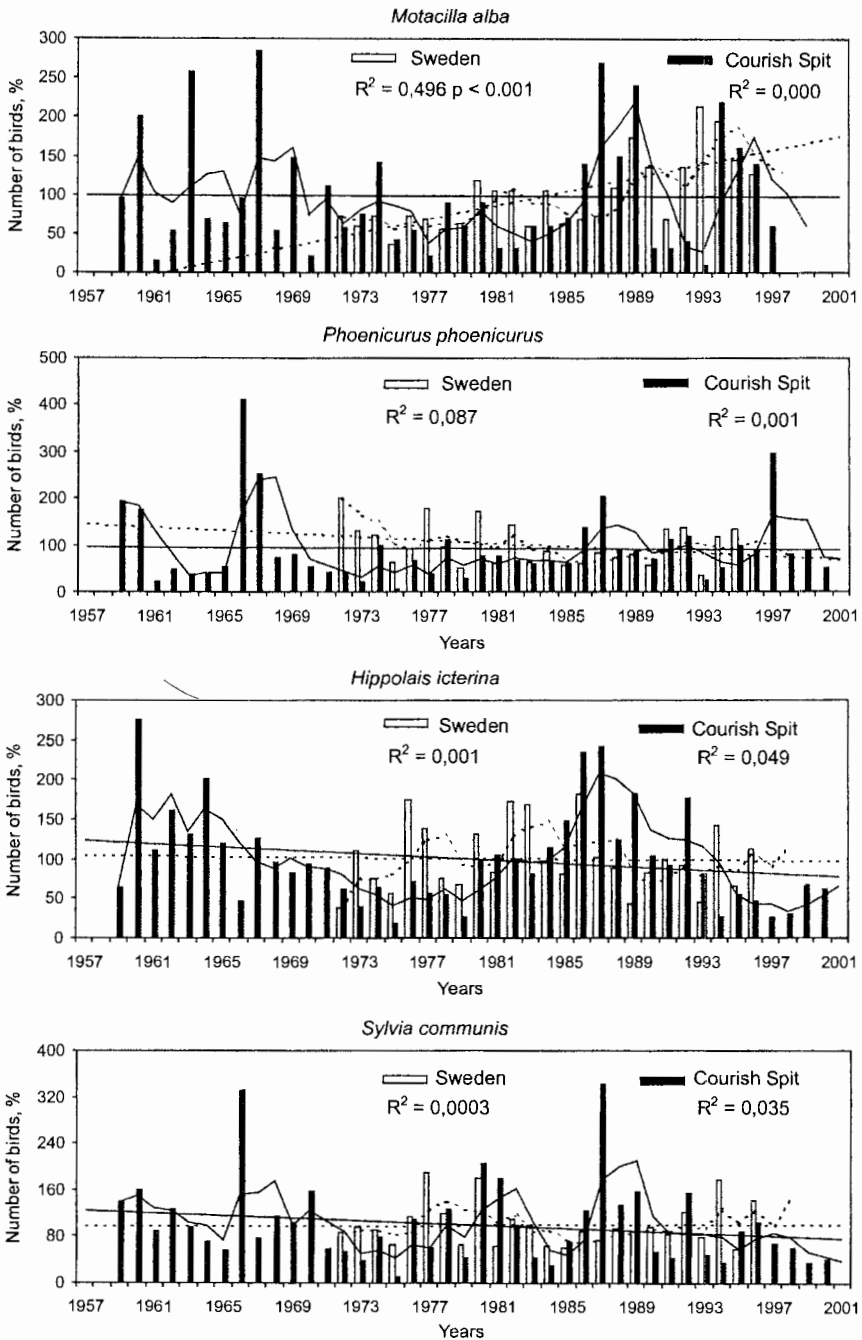 Motacilla alba
Number of birds, %
300
250
200
150
100
50
0
Sweden
R² = 0,496 p < 0.001
Courish Spit
R² = 0,000
1957 1961 1965 1969 1973 1977 1981 1985 1989 1993 1997 2001
Phoenicurus phoenicurus
Number of birds, %
500
400
300
200
100
0
Sweden
R² = 0,087
Courish Spit
R² = 0,001
1957 1961 1965 1969 1973 1977 1981 1985 1989 1993 1997 2001
Years
Hippolais icterina
Number of birds, %
300
250
200
150
100
50
0
Sweden
R² = 0,001
Courish Spit
R² = 0,049
1957 1961 1965 1969 1973 1977 1981 1985 1989 1993 1997 2001
Years
Sylvia communis
Number of birds, %
400
320
240
160
80
0
Sweden
R² = 0,0003
Courish Spit
R² = 0,035
1957 1961 1965 1969 1973 1977 1981 1985 1989 1993 1997 2001
Years